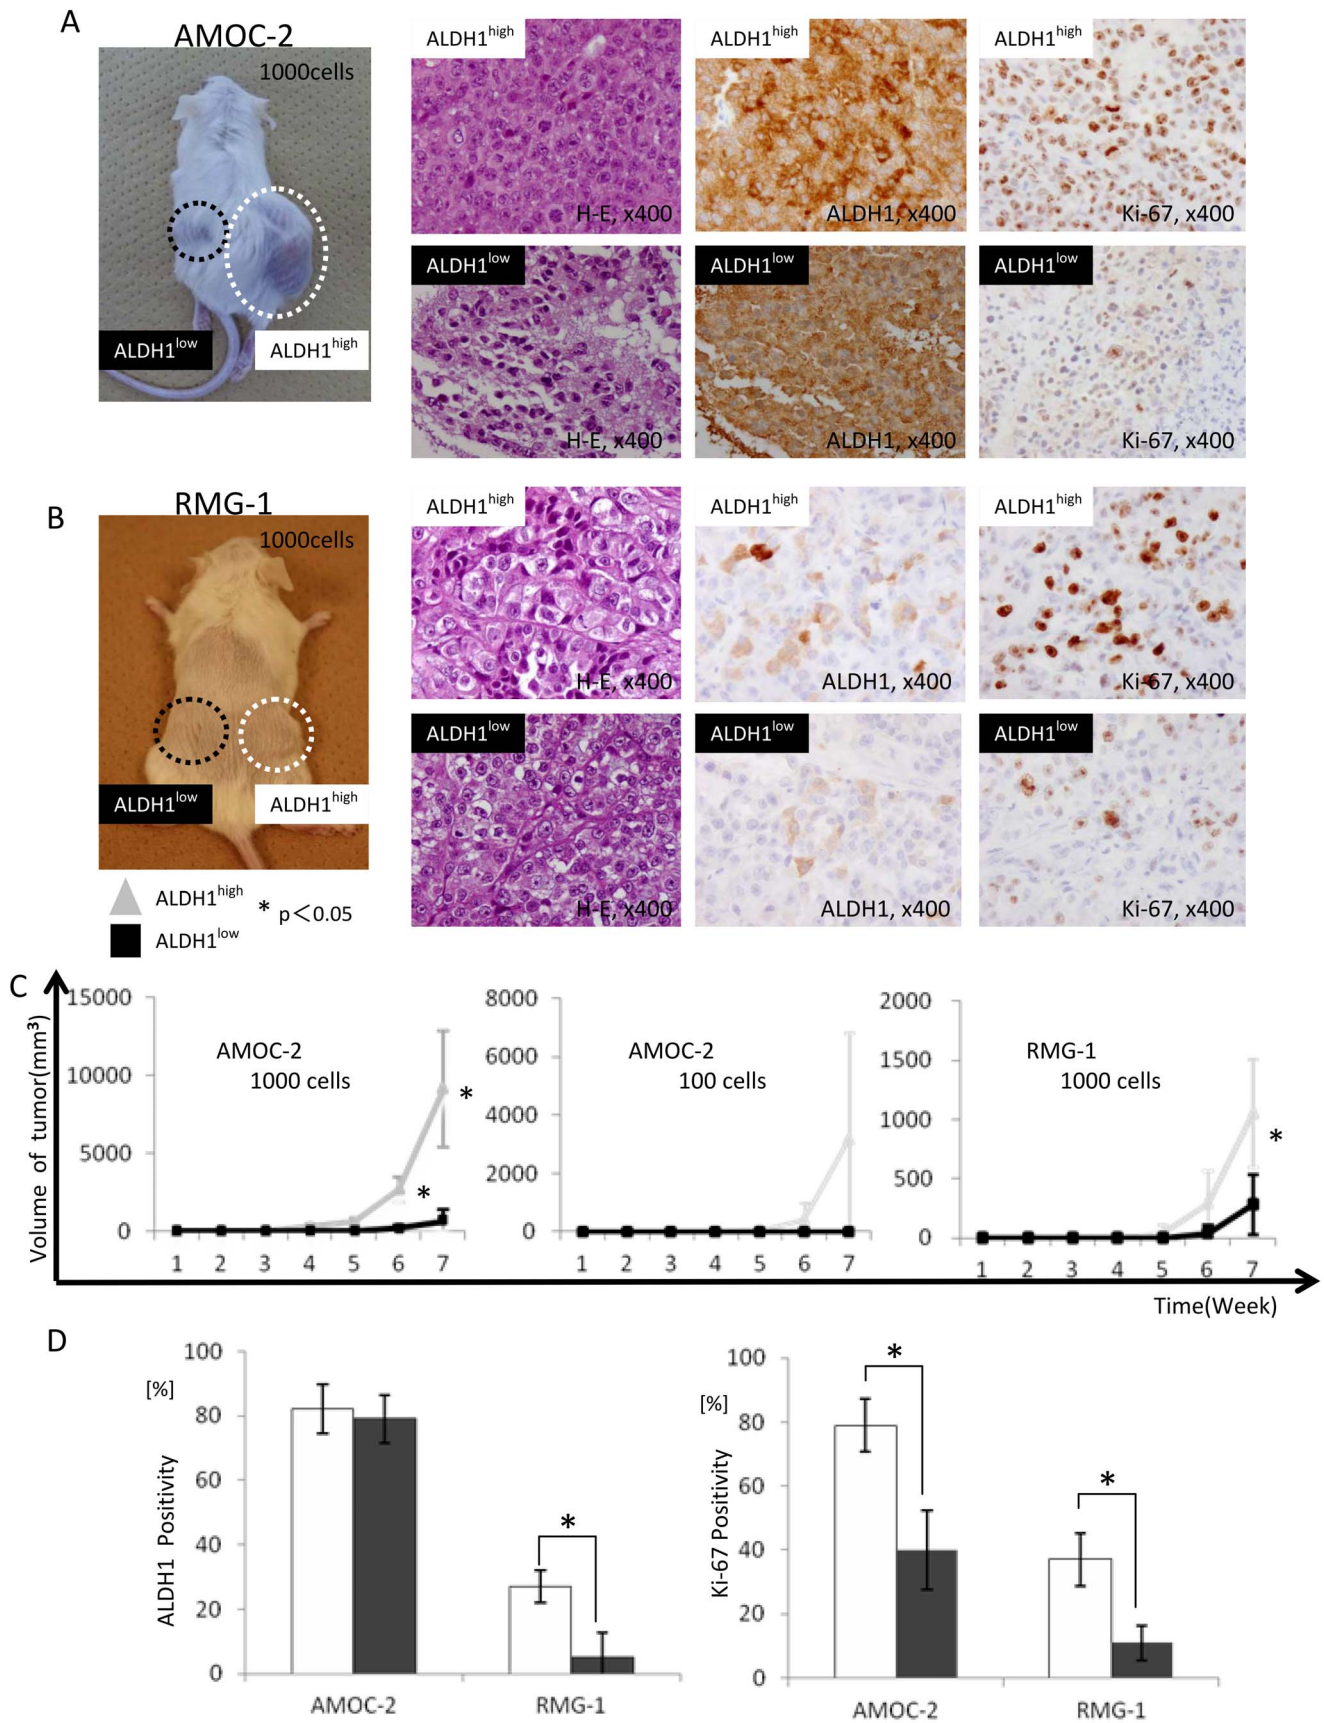 A
AMOC-2
1000cells
ALDH1low
ALDH1high
ALDH1high
H-E, x400
ALDH1high
ALDH1, x400
ALDH1high
Ki-67, x400
ALDH1low
H-E, x400
ALDH1low
ALDH1, x400
ALDH1low
Ki-67, x400
B
RMG-1
1000cells
ALDH1low
ALDH1high
ALDH1high
H-E, x400
ALDH1high
ALDH1, x400
ALDH1high
Ki-67, x400
ALDH1low
H-E, x400
ALDH1low
ALDH1, x400
ALDH1low
Ki-67, x400
ALDH1high
ALDH1low
* p<0.05
C
Volume of tumor(mm³)
15000
10000
5000
0
AMOC-2
1000 cells
*
*
1 2 3 4 5 6 7
8000
6000
4000
2000
0
AMOC-2
100 cells
1 2 3 4 5 6 7
2000
1500
1000
500
0
RMG-1
1000 cells
*
1 2 3 4 5 6 7
Time(Week)
D
[%]
ALDH1 Positivity
100
80
60
40
20
0
*
AMOC-2 RMG-1
[%]
Ki-67 Positivity
100
80
60
40
20
0
*
*
AMOC-2 RMG-1